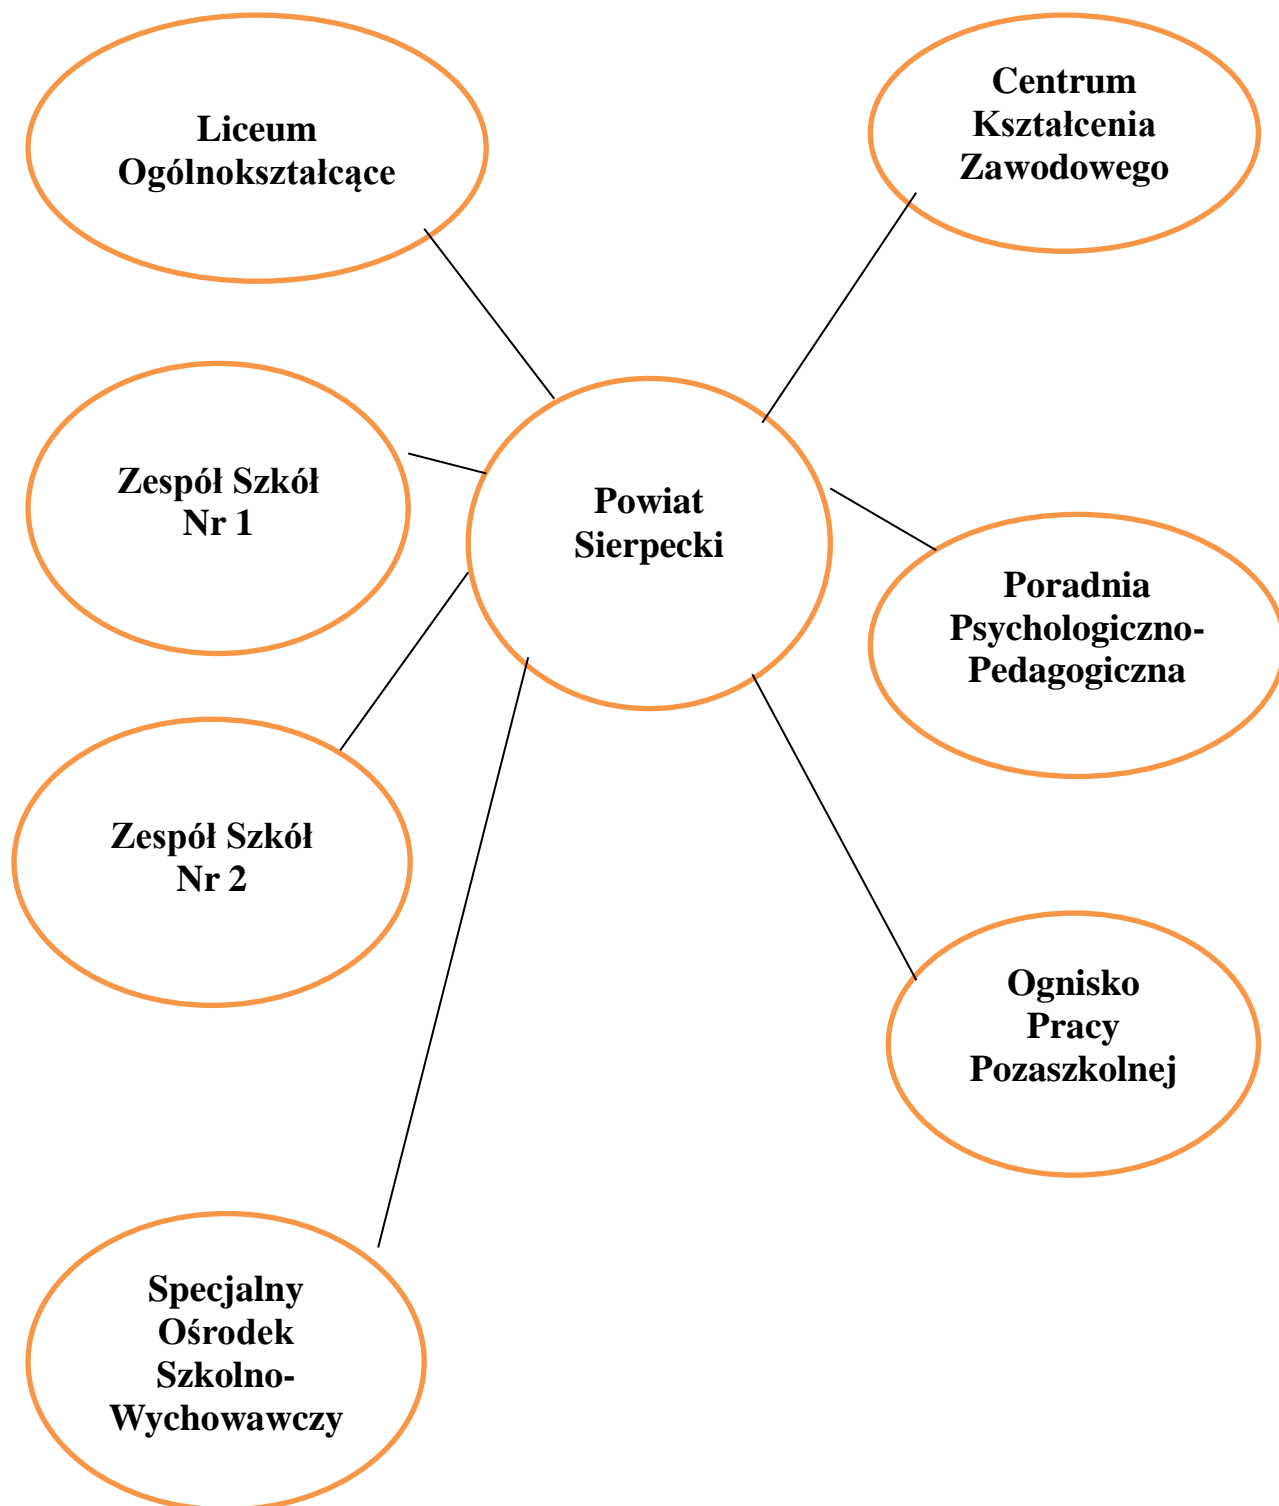 Liceum
Ogólnokształcące
Centrum
Kształcenia
Zawodowego
Zespół Szkół
Nr 1
Powiat
Sierpecki
Poradnia
Psychologiczno-
Pedagogiczna
Zespół Szkół
Nr 2
Ognisko
Pracy
Pozaszkolnej
Specjalny
Ośrodek
Szkolno-
Wychowawczy